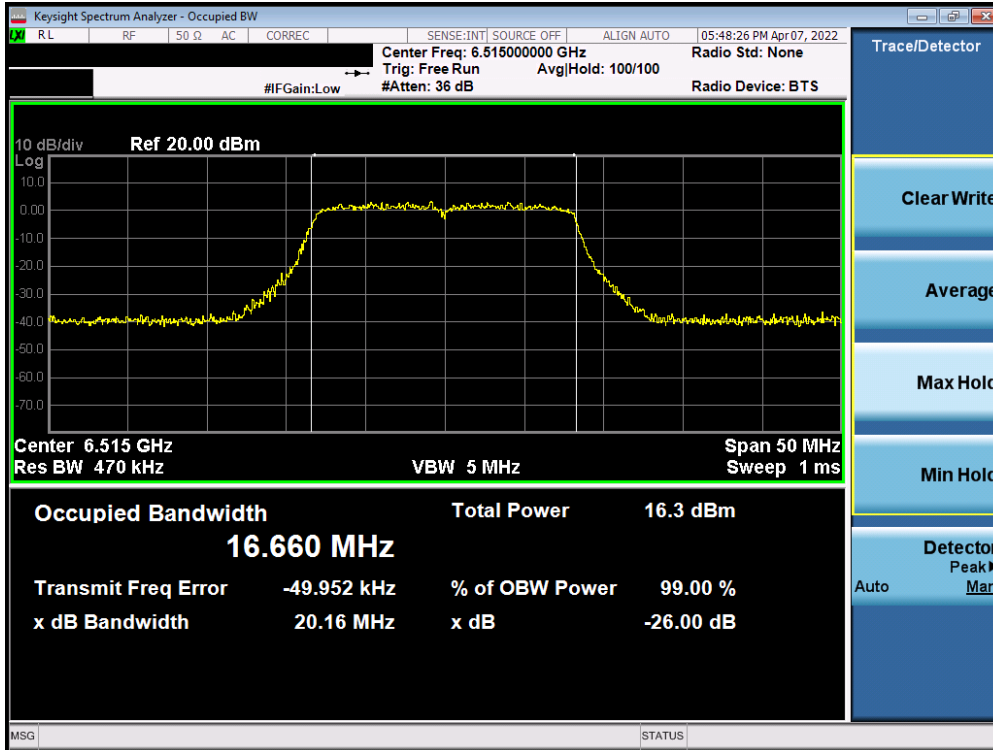 Keysight Spectrum Analyzer - Occupied BW
LXI RL RF 50 Ω AC CORREC SENSE:INT SOURCE OFF ALIGN AUTO 05:48:26 PM Apr 07, 2022
Center Freq: 6.515000000 GHz Radio Std: None
Trig: Free Run Avg|Hold: 100/100
#IFGain:Low #Atten: 36 dB Radio Device: BTS
Trace/Detector
10 dB/div Ref 20.00 dBm
Log
10.0
0.00
-10.0
-20.0
-30.0
-40.0
-50.0
-60.0
-70.0
Center 6.515 GHz Span 50 MHz
Res BW 470 kHz VBW 5 MHz Sweep 1 ms
Occupied Bandwidth Total Power 16.3 dBm
16.660 MHz
Transmit Freq Error -49.952 kHz % of OBW Power 99.00 %
x dB Bandwidth 20.16 MHz x dB -26.00 dB
Clear Write
Average
Max Hold
Min Hold
Detector
Peak
Auto Man
MSG STATUS